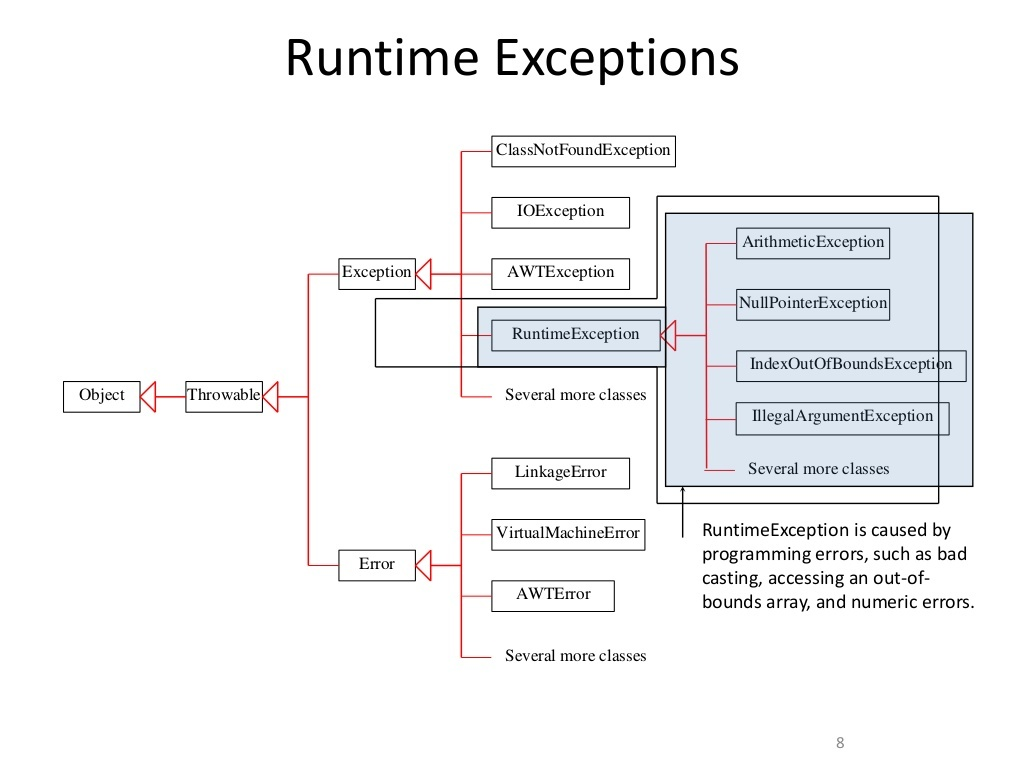 Runtime Exceptions
ClassNotFoundException
IOException
ArithmeticException
Exception
AWTException
NullPointerException
RuntimeException
IndexOutOfBoundsException
Object
Throwable
Several more classes
IllegalArgumentException
LinkageError
Several more classes
VirtualMachineError
RuntimeException is caused by
programming errors, such as bad
casting, accessing an out-of-
bounds array, and numeric errors.
Error
AWTError
Several more classes
8